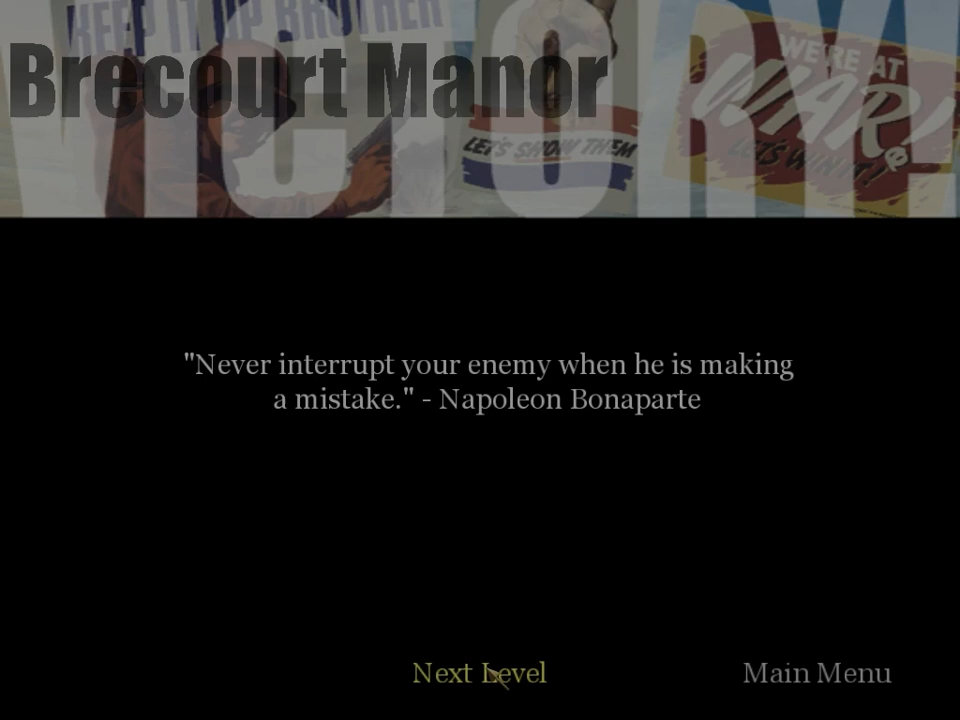 KEEP IT UP BROTHER
VICTORY
Brecourt Manor
WE'RE AT
WAR!
LET'S SHOW THEM
LET'S WIN IT!
"Never interrupt your enemy when he is making
a mistake." - Napoleon Bonaparte
Next Level
Main Menu